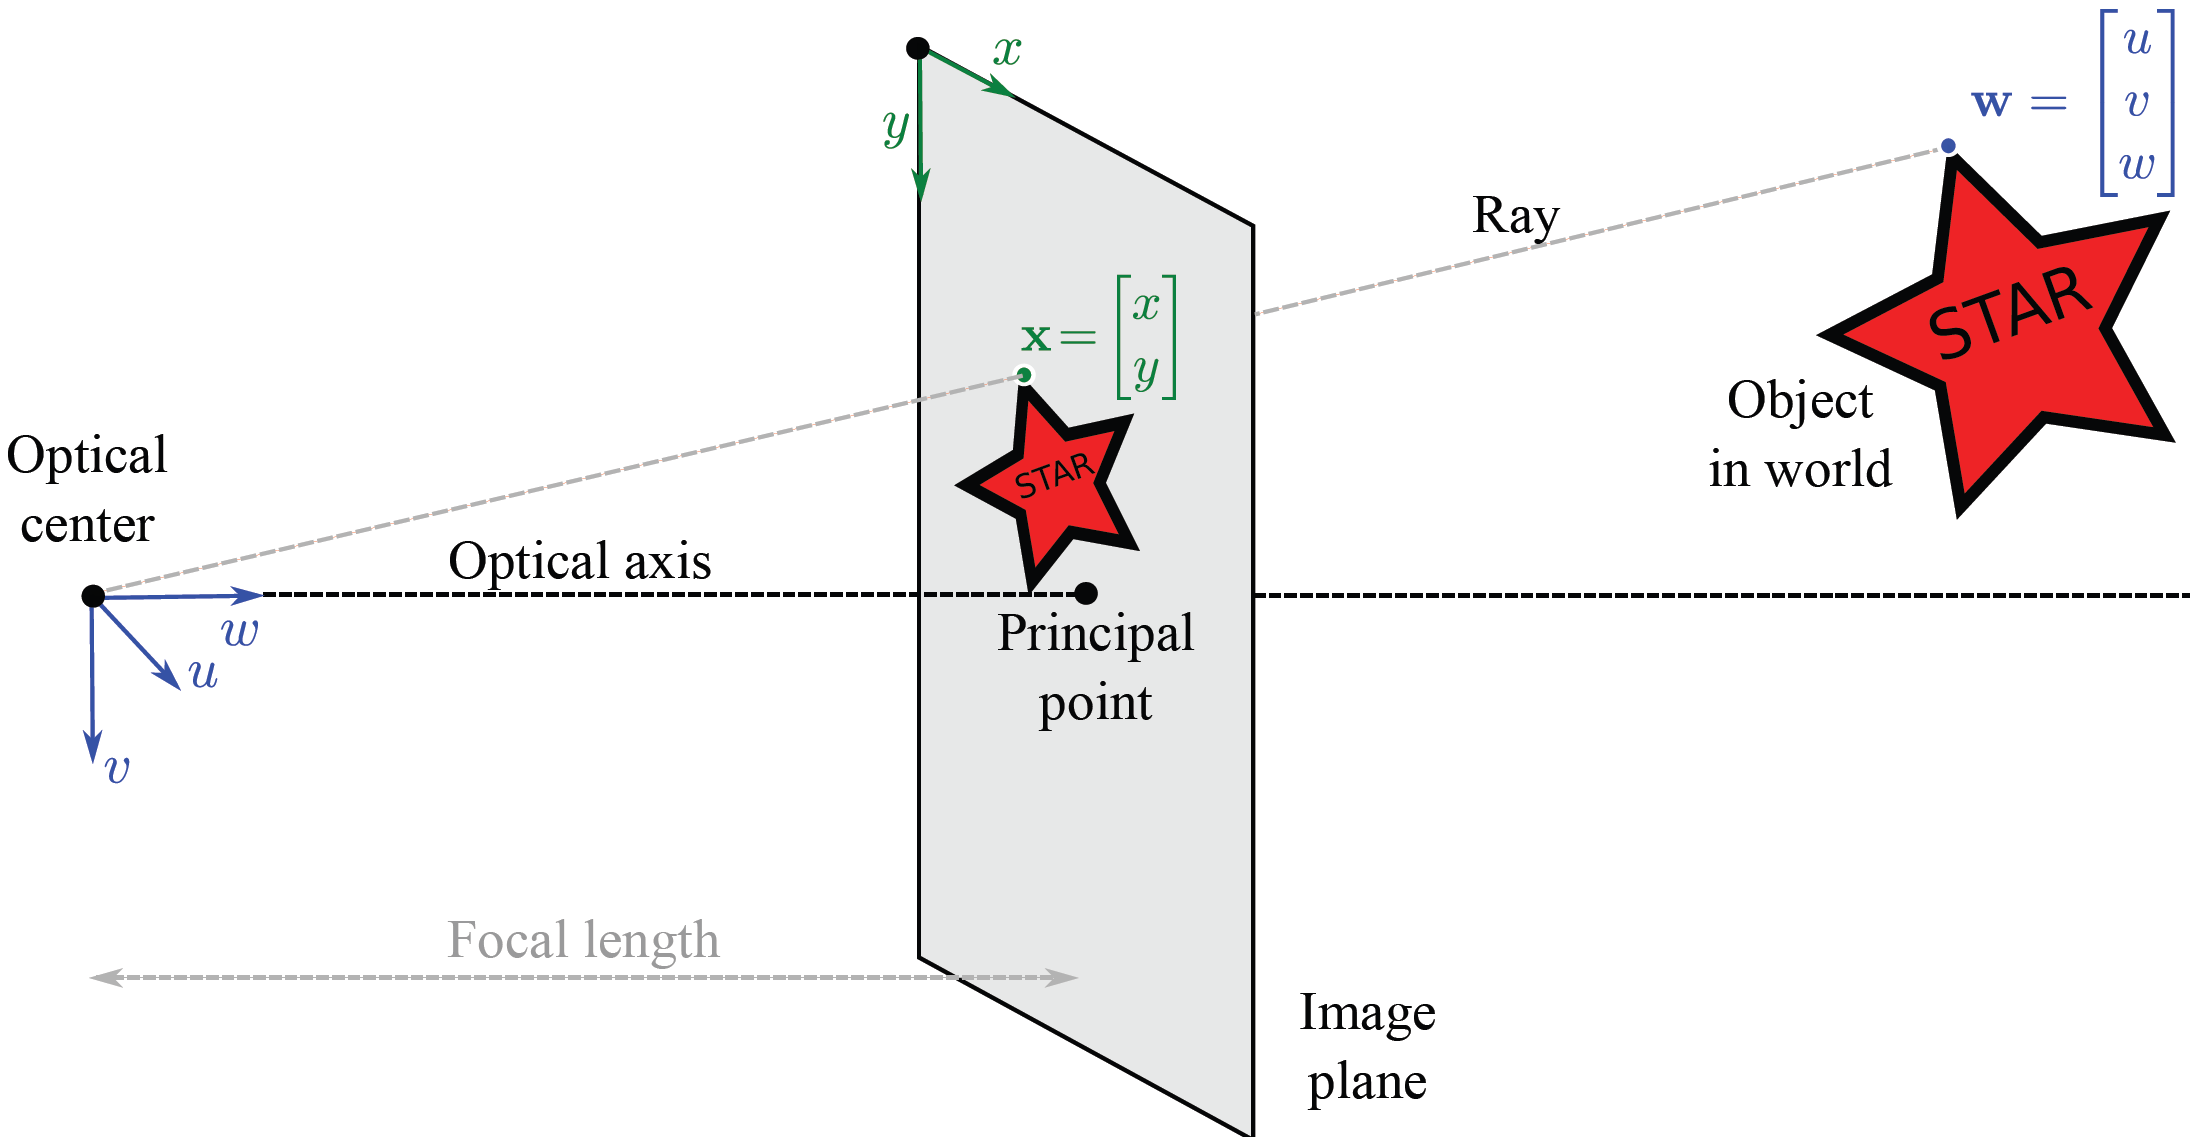 x
y
w = [u v w]
Ray
STAR
x = [x y]
Object
in world
STAR
Optical
center
Optical axis
w
u
v
Principal
point
Focal length
Image
plane